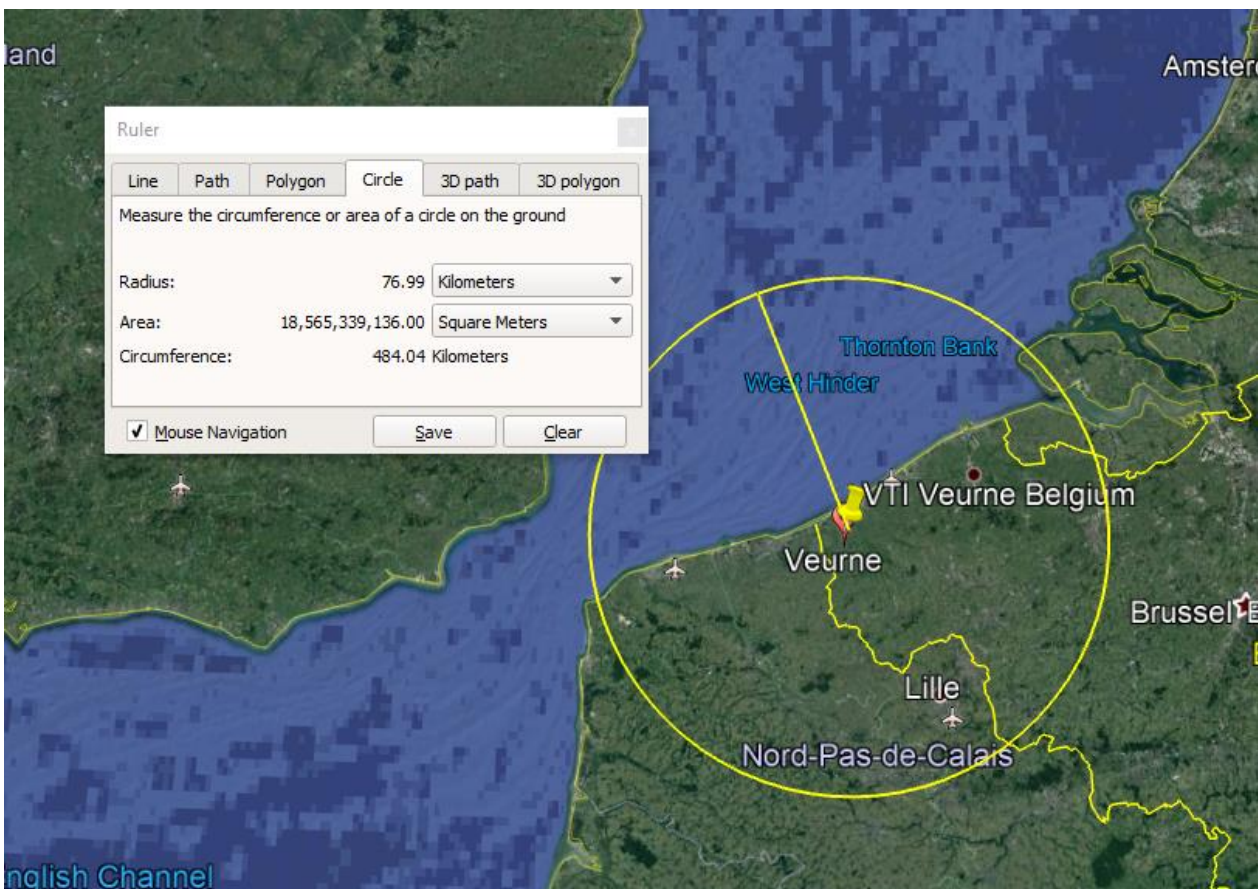 land
Amster
Ruler
Line Path Polygon Circle 3D path 3D polygon
Measure the circumference or area of a circle on the ground
Radius: 76.99 Kilometers
Area: 18,565,339,136.00 Square Meters
Circumference: 484.04 Kilometers
Mouse Navigation Save Clear
Thornton Bank
West Hinder
VTI Veurne Belgium
Veurne
Brussel
Lille
Nord-Pas-de-Calais
nglish Channel